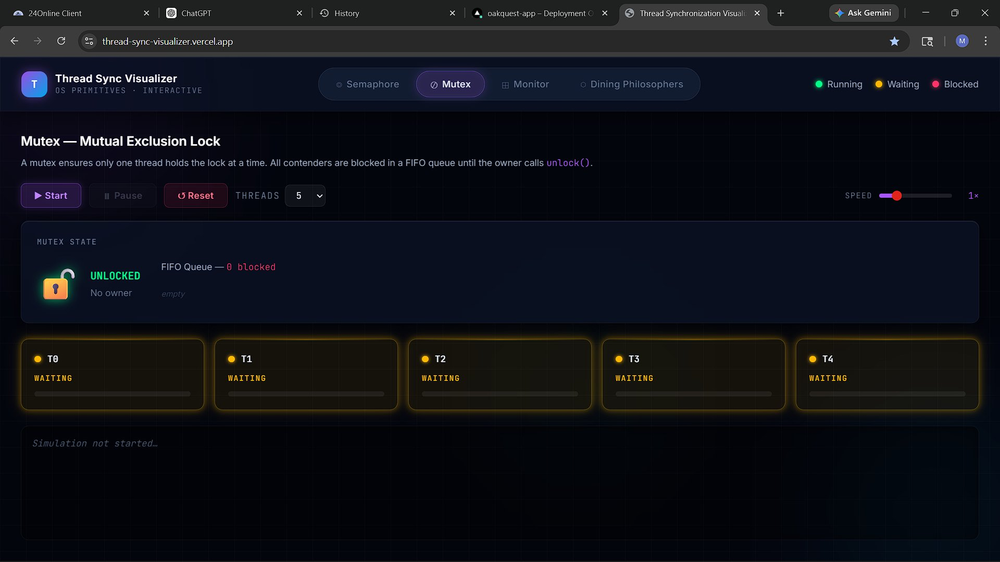 24Online Client
ChatGPT
History
oakquest-app – Deployment O
Thread Synchronization Visuali
Ask Gemini
thread-sync-visualizer.vercel.app
M
T
Thread Sync Visualizer
OS PRIMITIVES · INTERACTIVE
Semaphore
Mutex
Monitor
Dining Philosophers
Running
Waiting
Blocked
Mutex — Mutual Exclusion Lock
A mutex ensures only one thread holds the lock at a time. All contenders are blocked in a FIFO queue until the owner calls unlock().
Start
Pause
Reset
THREADS
5
SPEED
1×
MUTEX STATE
UNLOCKED
No owner
FIFO Queue — 0 blocked
empty
T0
WAITING
T1
WAITING
T2
WAITING
T3
WAITING
T4
WAITING
Simulation not started…